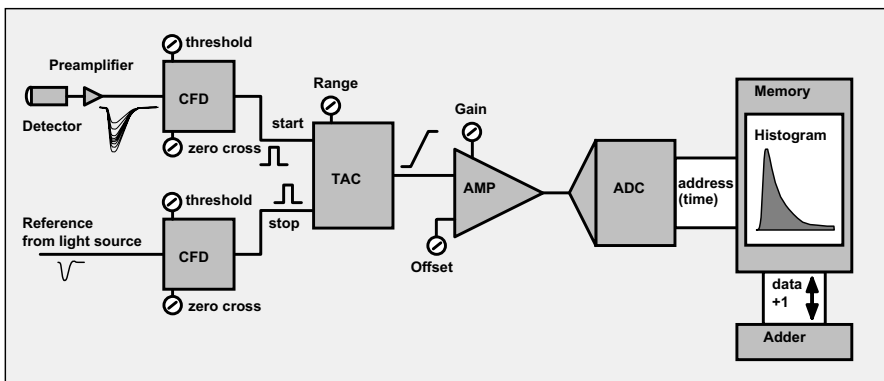 threshold
Preamplifier
CFD
Detector
zero cross
Range
start
TAC
threshold
stop
Reference
from light source
CFD
zero cross
Gain
AMP
Offset
ADC
address
(time)
Memory
Histogram
data
+1
Adder